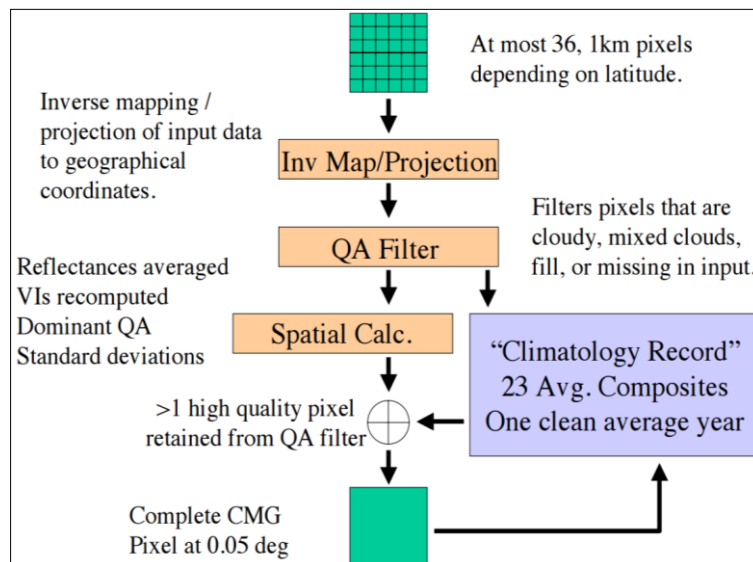 At most 36, 1km pixels
depending on latitude.
Inverse mapping /
projection of input data
to geographical
coordinates.
Inv Map/Projection
Filters pixels that are
cloudy, mixed clouds,
fill, or missing in input.
QA Filter
Reflectances averaged
VIs recomputed
Dominant QA
Standard deviations
Spatial Calc.
“Climatology Record”
23 Avg. Composites
One clean average year
>1 high quality pixel
retained from QA filter
Complete CMG
Pixel at 0.05 deg